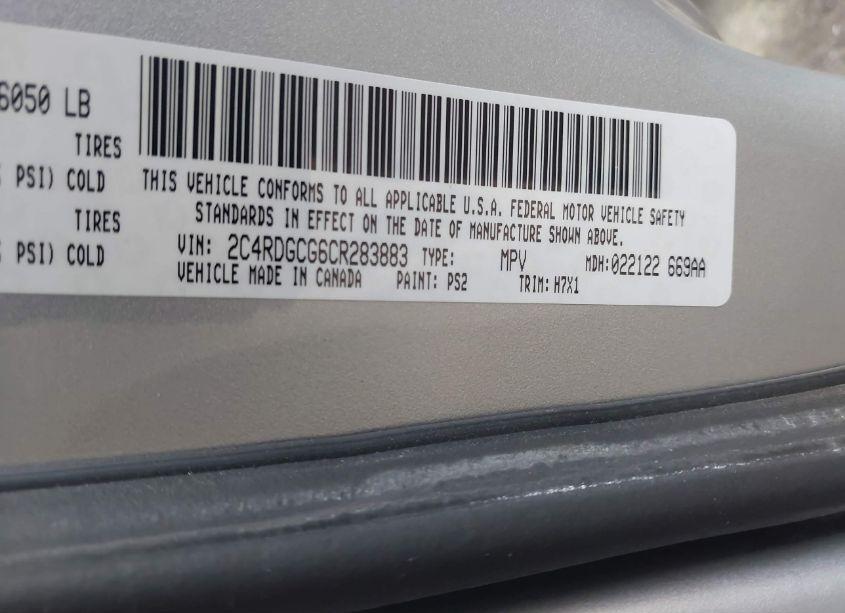 6050 LB
TIRES
PSI) COLD
TIRES
PSI) COLD
THIS VEHICLE CONFORMS TO ALL APPLICABLE U.S.A. FEDERAL MOTOR VEHICLE SAFETY
STANDARDS IN EFFECT ON THE DATE OF MANUFACTURE SHOWN ABOVE.
VIN: 2C4RDGCG6CR283883 TYPE: MPV MDH:022122 669AA
VEHICLE MADE IN CANADA PAINT: PS2 TRIM: H7X1